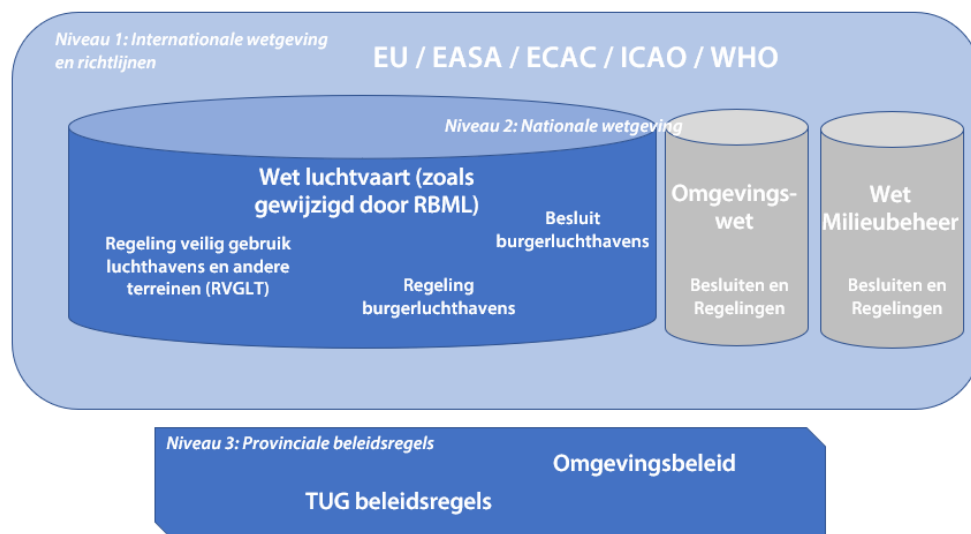 Niveau 1: Internationale wetgeving
en richtlijnen
EU / EASA / ECAC / ICAO / WHO
Niveau 2: Nationale wetgeving
Wet luchtvaart (zoals
gewijzigd door RBML)
Besluit
burgerluchthavens
Regeling veilig gebruik
luchthavens en andere
terreinen (RVGLT)
Regeling
burgerluchthavens
Omgevings-
wet
Besluiten en
Regelingen
Wet
Milieubeheer
Besluiten en
Regelingen
Niveau 3: Provinciale beleidsregels
Omgevingsbeleid
TUG beleidsregels